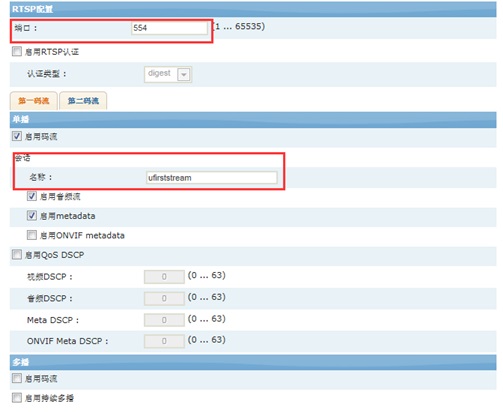 RTSP配置
端口： 554 (1 ... 65535)
启用RTSP认证
认证类型： digest
第一码流 第二码流
单播
启用码流
会话
名称： ufirststream
启用音频流
启用metadata
启用ONVIF metadata
启用QoS DSCP
视频DSCP： 0 (0 ... 63)
音频DSCP： 0 (0 ... 63)
Meta DSCP： 0 (0 ... 63)
ONVIF Meta DSCP： 0 (0 ... 63)
多播
启用码流
启用持续多播